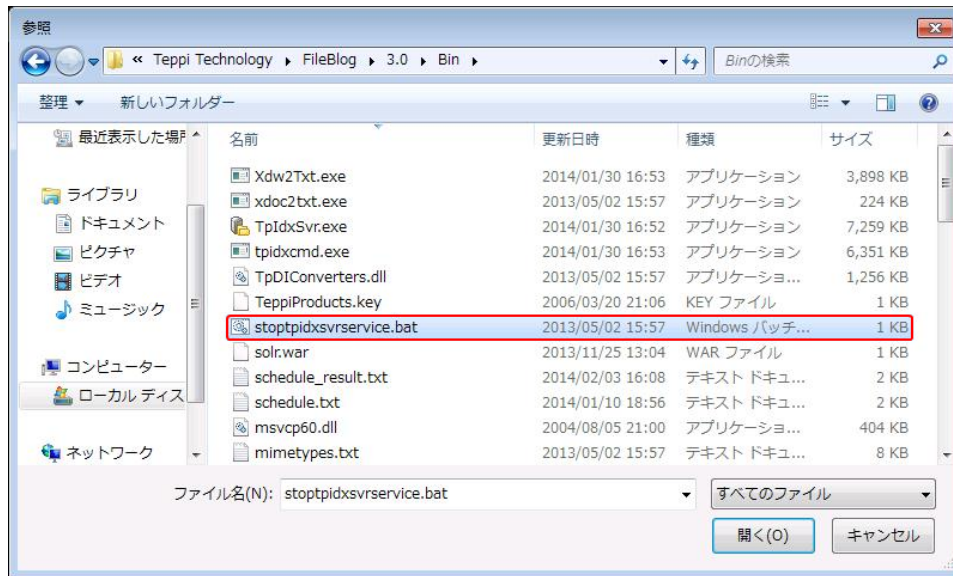 参照
« Teppi Technology ▸ FileBlog ▸ 3.0 ▸ Bin ▸
Binの検索
整理 ▼ 新しいフォルダー
最近表示した場所
ライブラリ
ドキュメント
ピクチャ
ビデオ
ミュージック
コンピューター
ローカル ディス
ネットワーク
名前 更新日時 種類 サイズ
Xdw2Txt.exe 2014/01/30 16:53 アプリケーション 3,898 KB
xdoc2txt.exe 2013/05/02 15:57 アプリケーション 224 KB
TpIdxSvr.exe 2014/01/30 16:52 アプリケーション 7,259 KB
tpidxcmd.exe 2014/01/30 16:53 アプリケーション 6,351 KB
TpDIConverters.dll 2013/05/02 15:57 アプリケーショ... 1,256 KB
TeppiProducts.key 2006/03/20 21:06 KEY ファイル 1 KB
stoptpidxsvrservice.bat 2013/05/02 15:57 Windows バッチ... 1 KB
solr.war 2013/11/25 13:04 WAR ファイル 1 KB
schedule_result.txt 2014/02/03 16:08 テキスト ドキュ... 2 KB
schedule.txt 2014/01/10 18:56 テキスト ドキュ... 2 KB
msvcp60.dll 2004/08/05 21:00 アプリケーショ... 404 KB
mimetypes.txt 2013/05/02 15:57 テキスト ドキュ... 8 KB
ファイル名(N): stoptpidxsvrservice.bat
すべてのファイル
開く(O) キャンセル